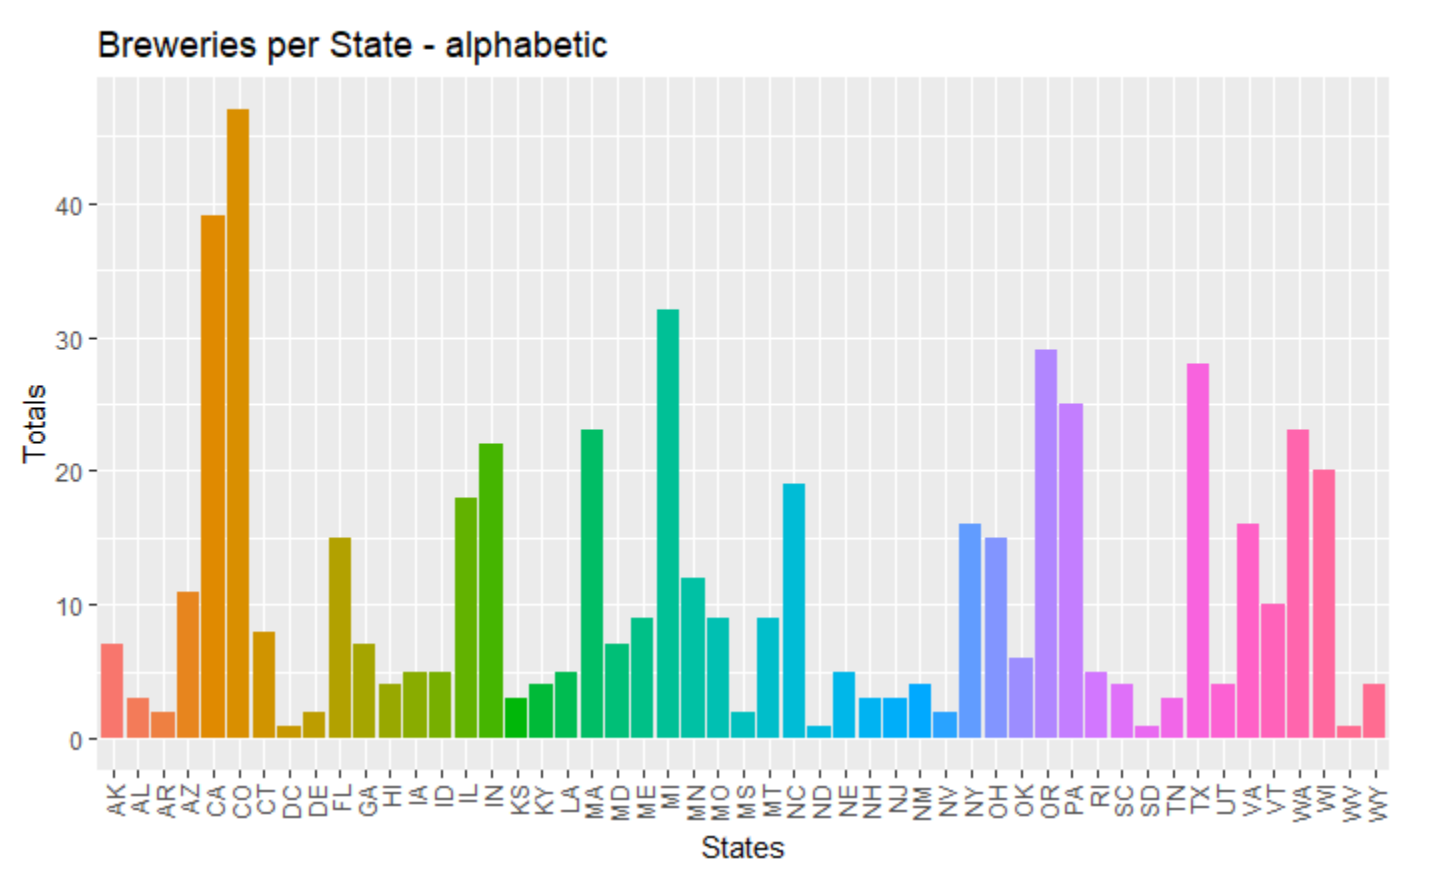 Breweries per State - alphabetic
Totals
40
30
20
10
0
AK AL AR AZ CA CO CT DC DE FL GA HI IA ID IL IN KS KY LA MA MD ME MI MN MO MS MT NC ND NE NH NJ NM NV NY OH OK OR PA RI SC SD TN TX UT VA VT WA WI WV WY
States